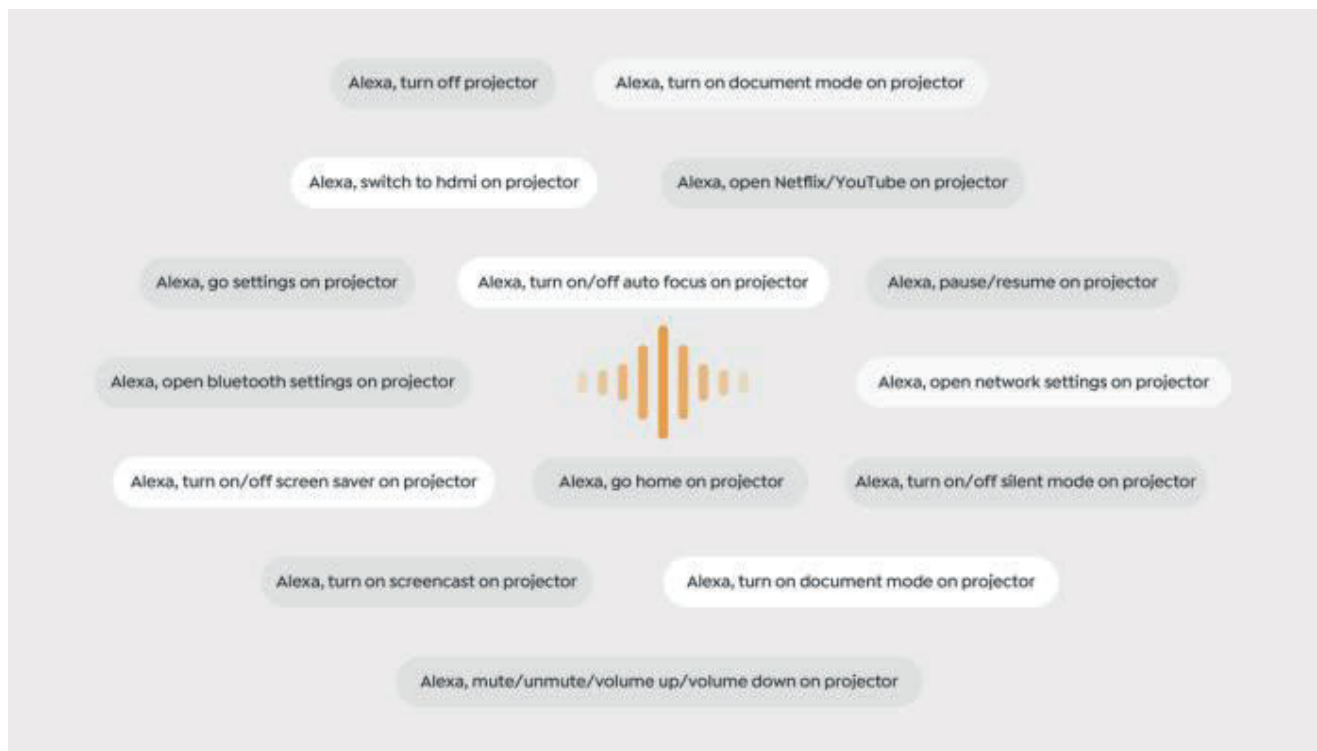 Alexa, turn off projector
Alexa, turn on document mode on projector
Alexa, switch to hdmi on projector
Alexa, open Netflix/YouTube on projector
Alexa, go settings on projector
Alexa, turn on/off auto focus on projector
Alexa, pause/resume on projector
Alexa, open bluetooth settings on projector
Alexa, open network settings on projector
Alexa, turn on/off screen saver on projector
Alexa, go home on projector
Alexa, turn on/off silent mode on projector
Alexa, turn on screencast on projector
Alexa, turn on document mode on projector
Alexa, mute/unmute/volume up/volume down on projector